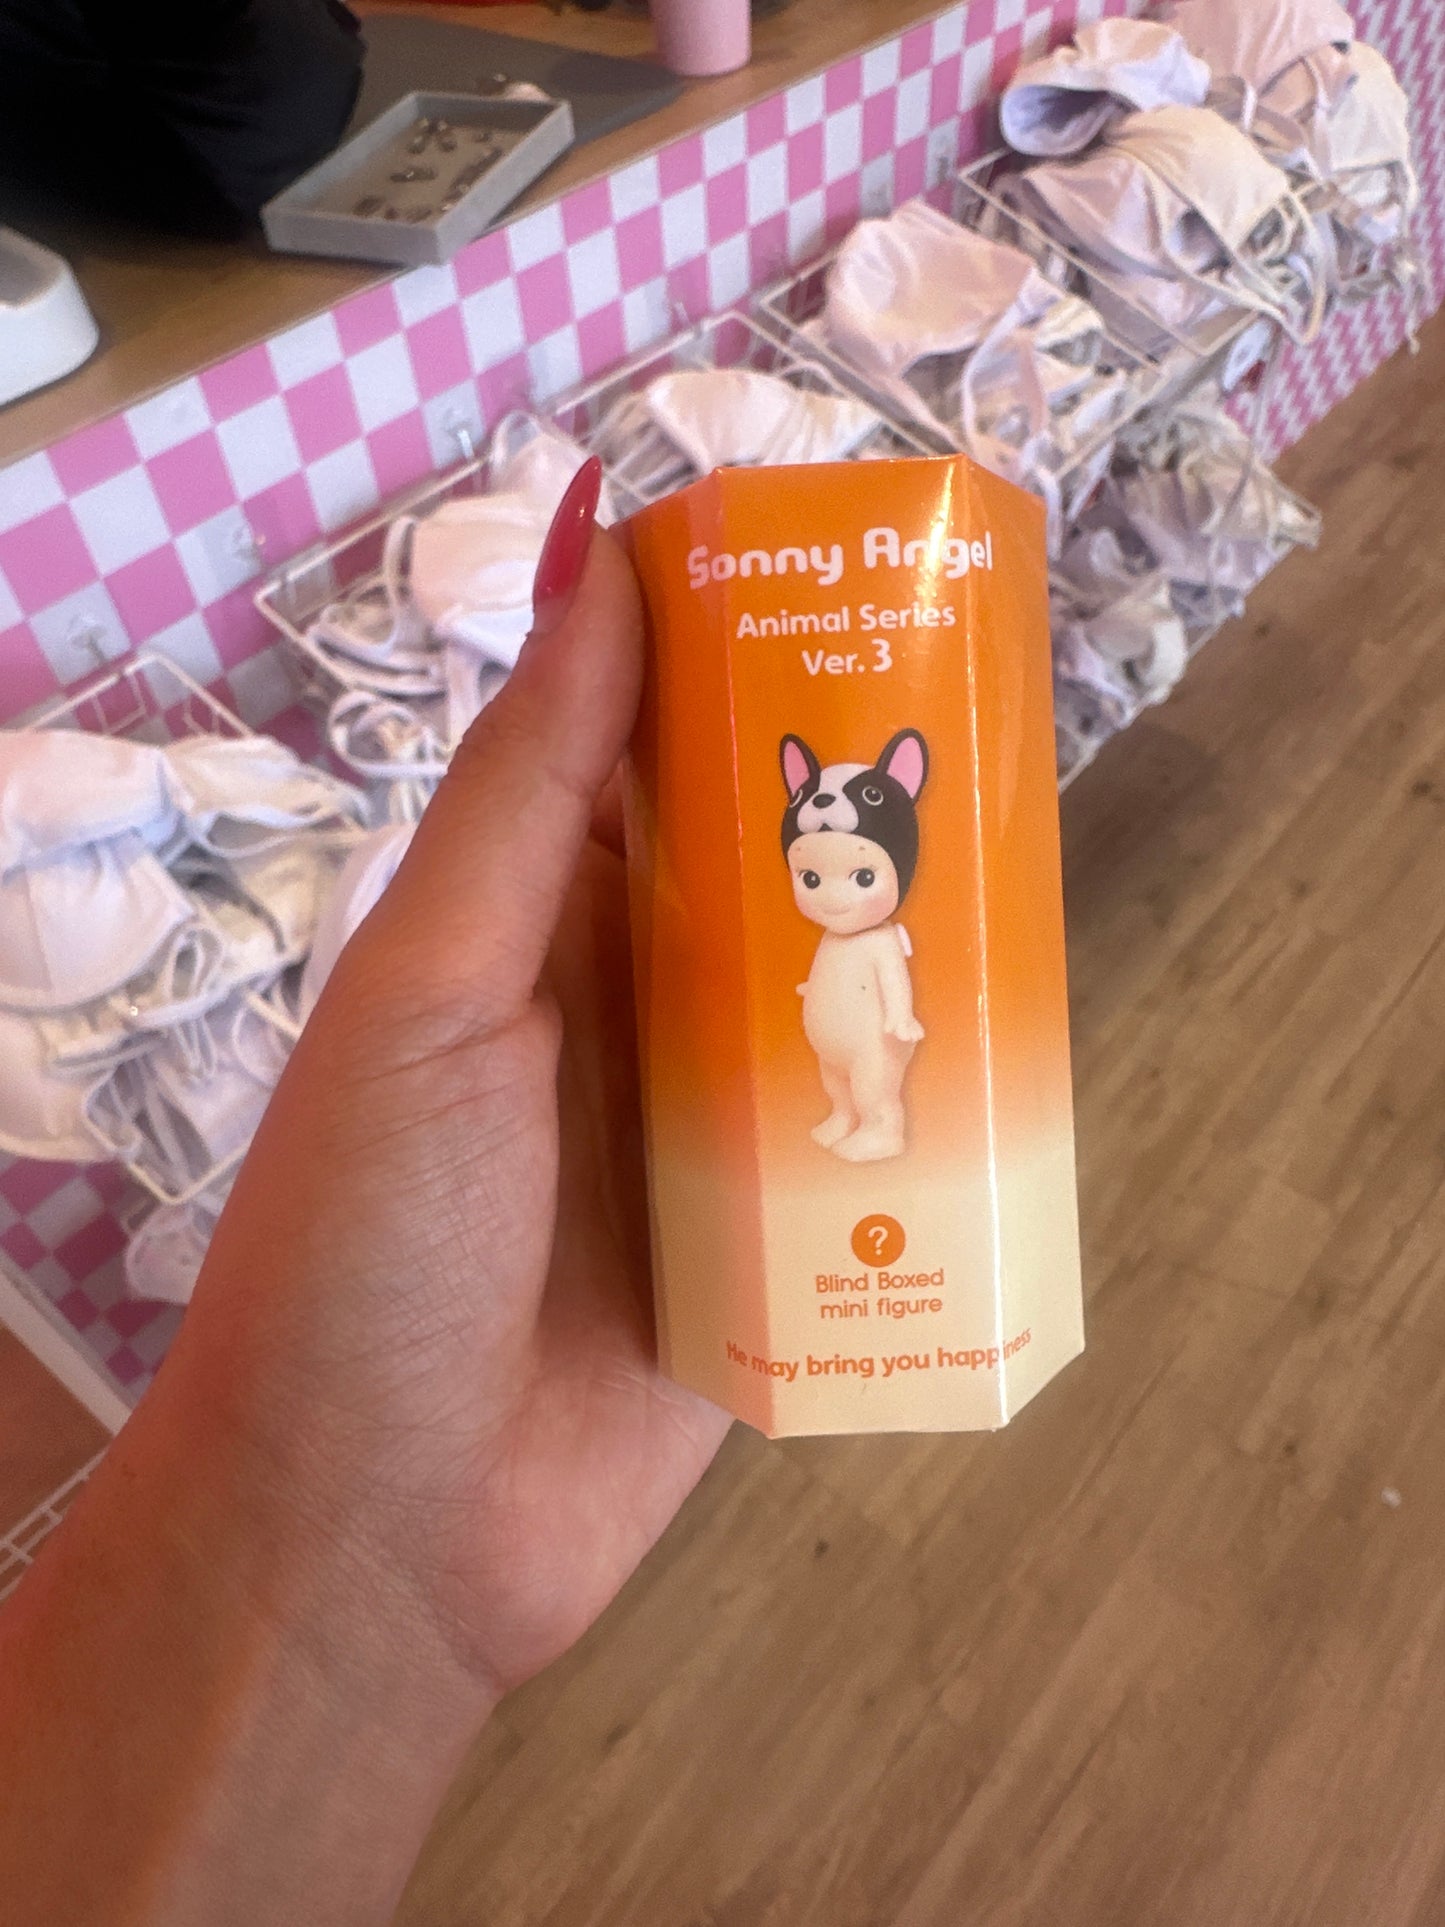 Sonny Angel
Animal Series
Ver. 3
?
Blind Boxed
mini figure
He may bring you happiness